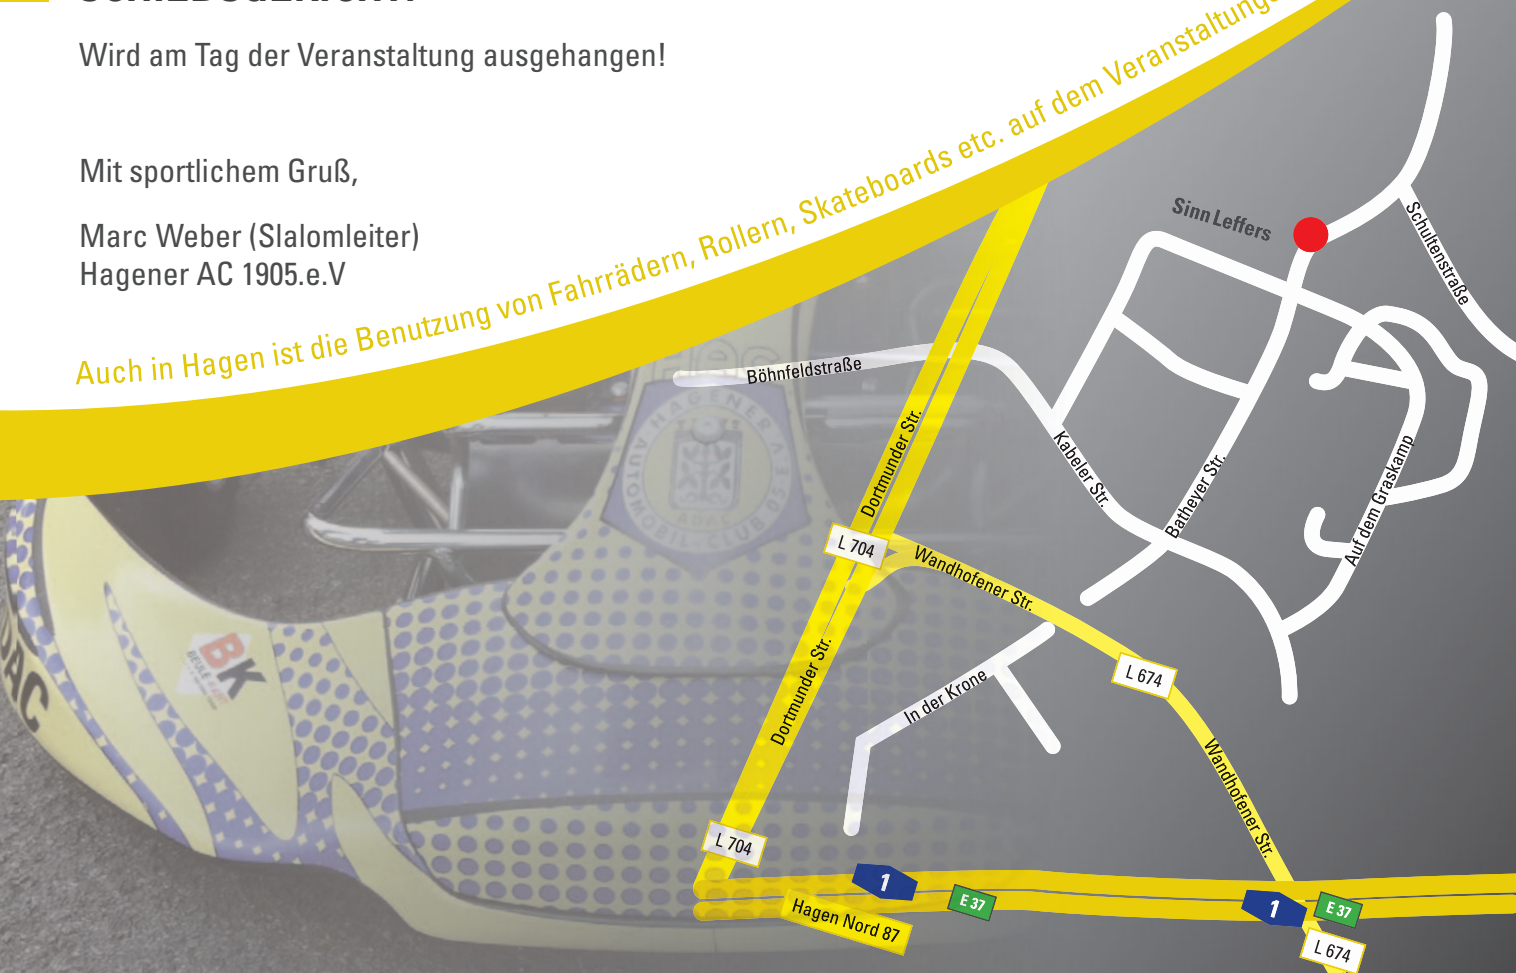 Wird am Tag der Veranstaltung ausgehangen!
Mit sportlichem Gruß,
Marc Weber (Slalomleiter)
Hagener AC 1905.e.V
Auch in Hagen ist die Benutzung von Fahrrädern, Rollern, Skateboards etc. auf dem
Sinn Leffers
Schultenstraße
Böhnfeldstraße
Dortmunder Str.
Kabeler Str.
Batheyer Str.
Auf dem Graskamp
L 704
Wandhofener Str.
Dortmunder Str.
In der Krone
L 674
Wandhofener Str.
L 704
1
E 37
Hagen Nord 87
1
E 37
L 674
HAGENER
BK